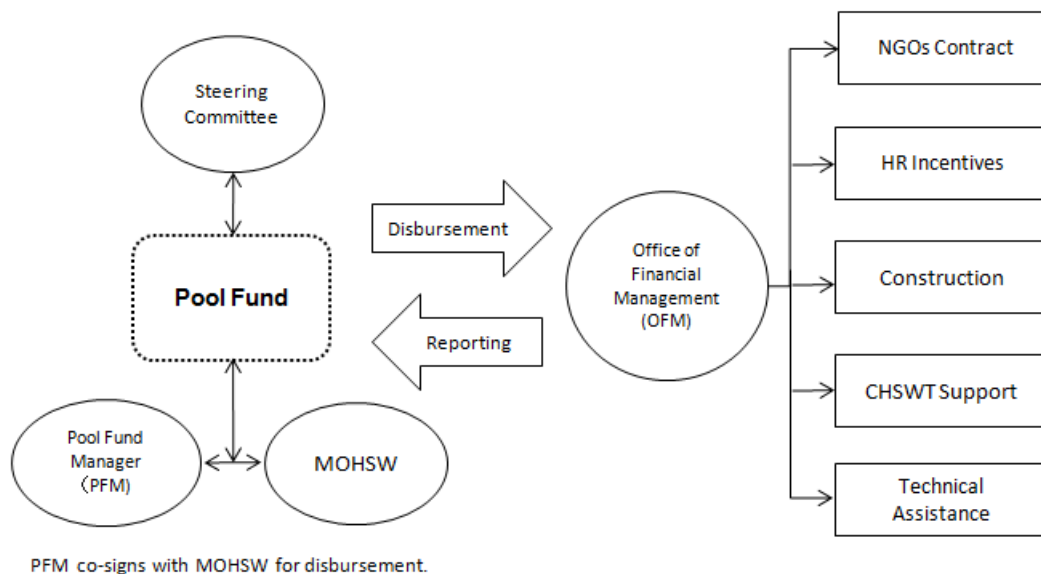 Steering
Committee
Pool Fund
Pool Fund
Manager
（PFM)
MOHSW
PFM co-signs with MOHSW for disbursement.
Disbursement
Reporting
Office of
Financial
Management
(OFM)
NGOs Contract
HR Incentives
Construction
CHSWT Support
Technical
Assistance